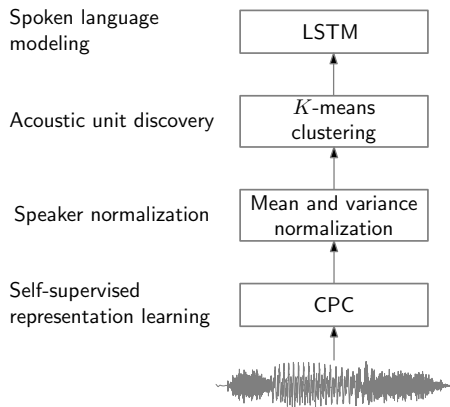 Spoken language
modeling
LSTM
Acoustic unit discovery
K-means
clustering
Speaker normalization
Mean and variance
normalization
Self-supervised
representation learning
CPC